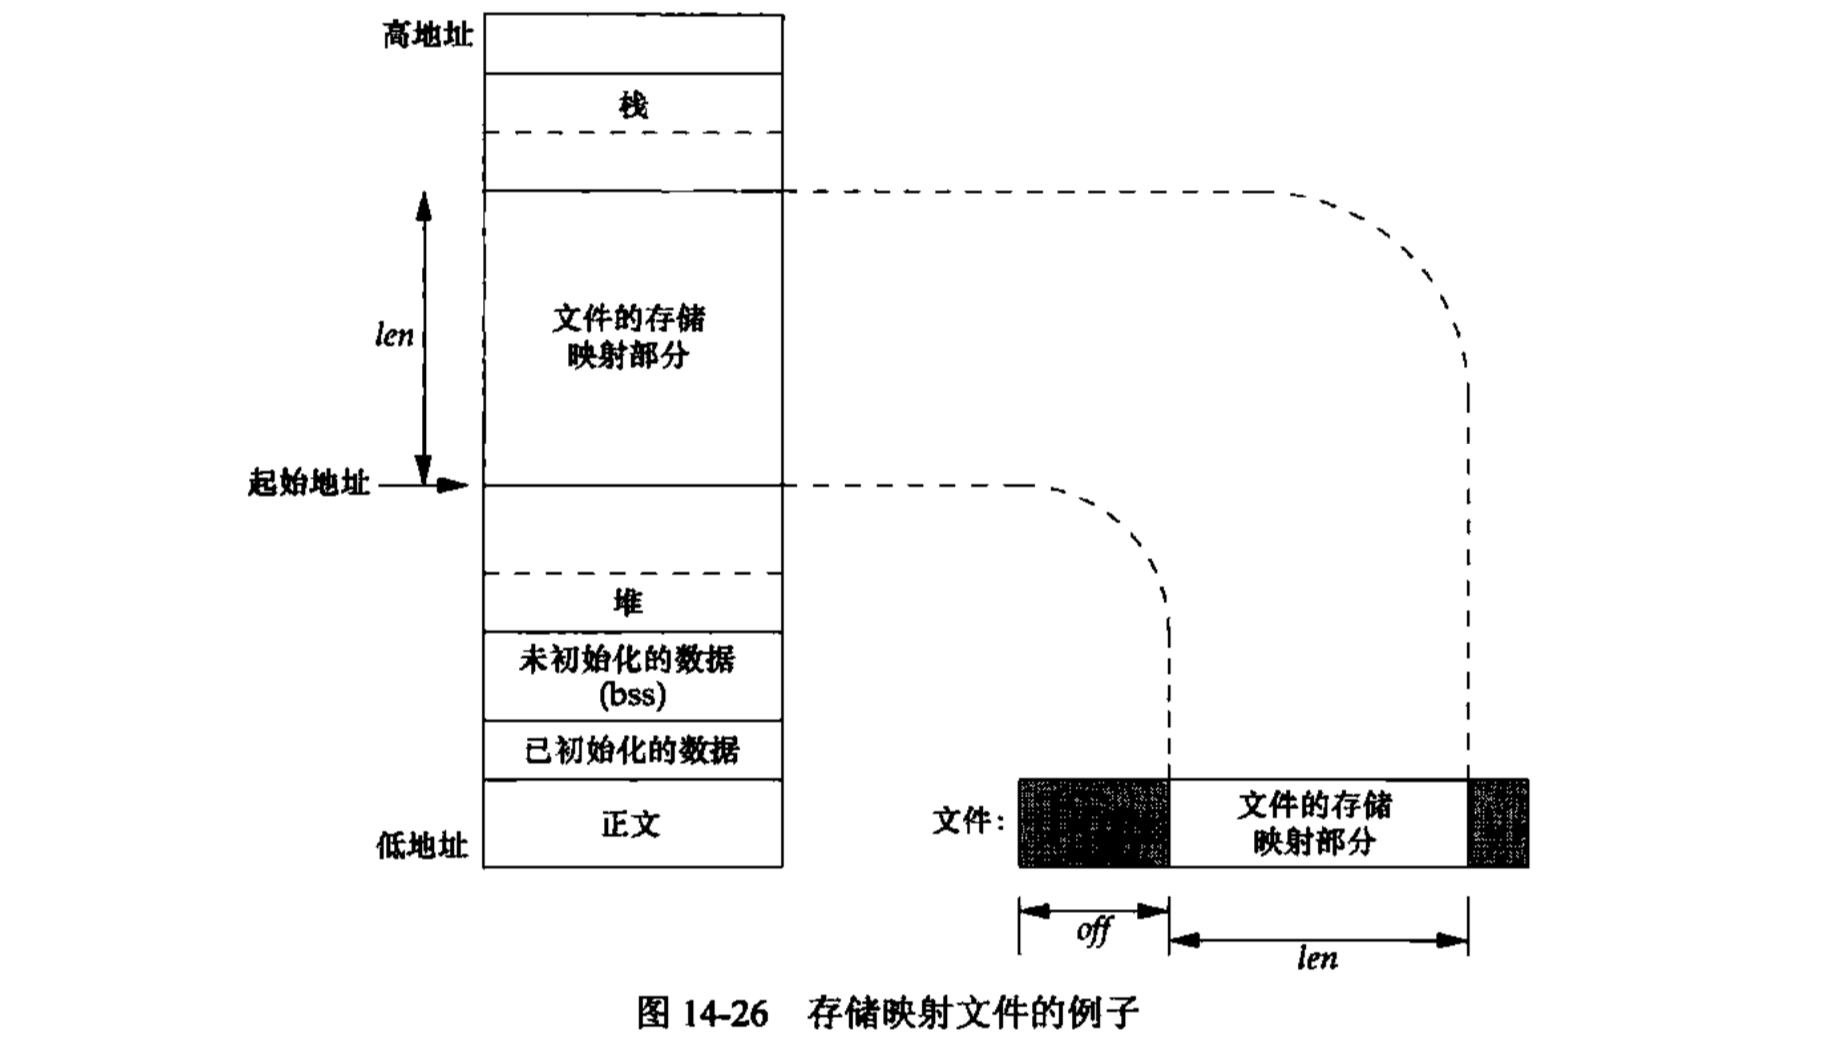 高地址
栈
len
文件的存储
映射部分
起始地址
堆
未初始化的数据
(bss)
已初始化的数据
正文
低地址
文件:
文件的存储
映射部分
off
len
图 14-26 存储映射文件的例子